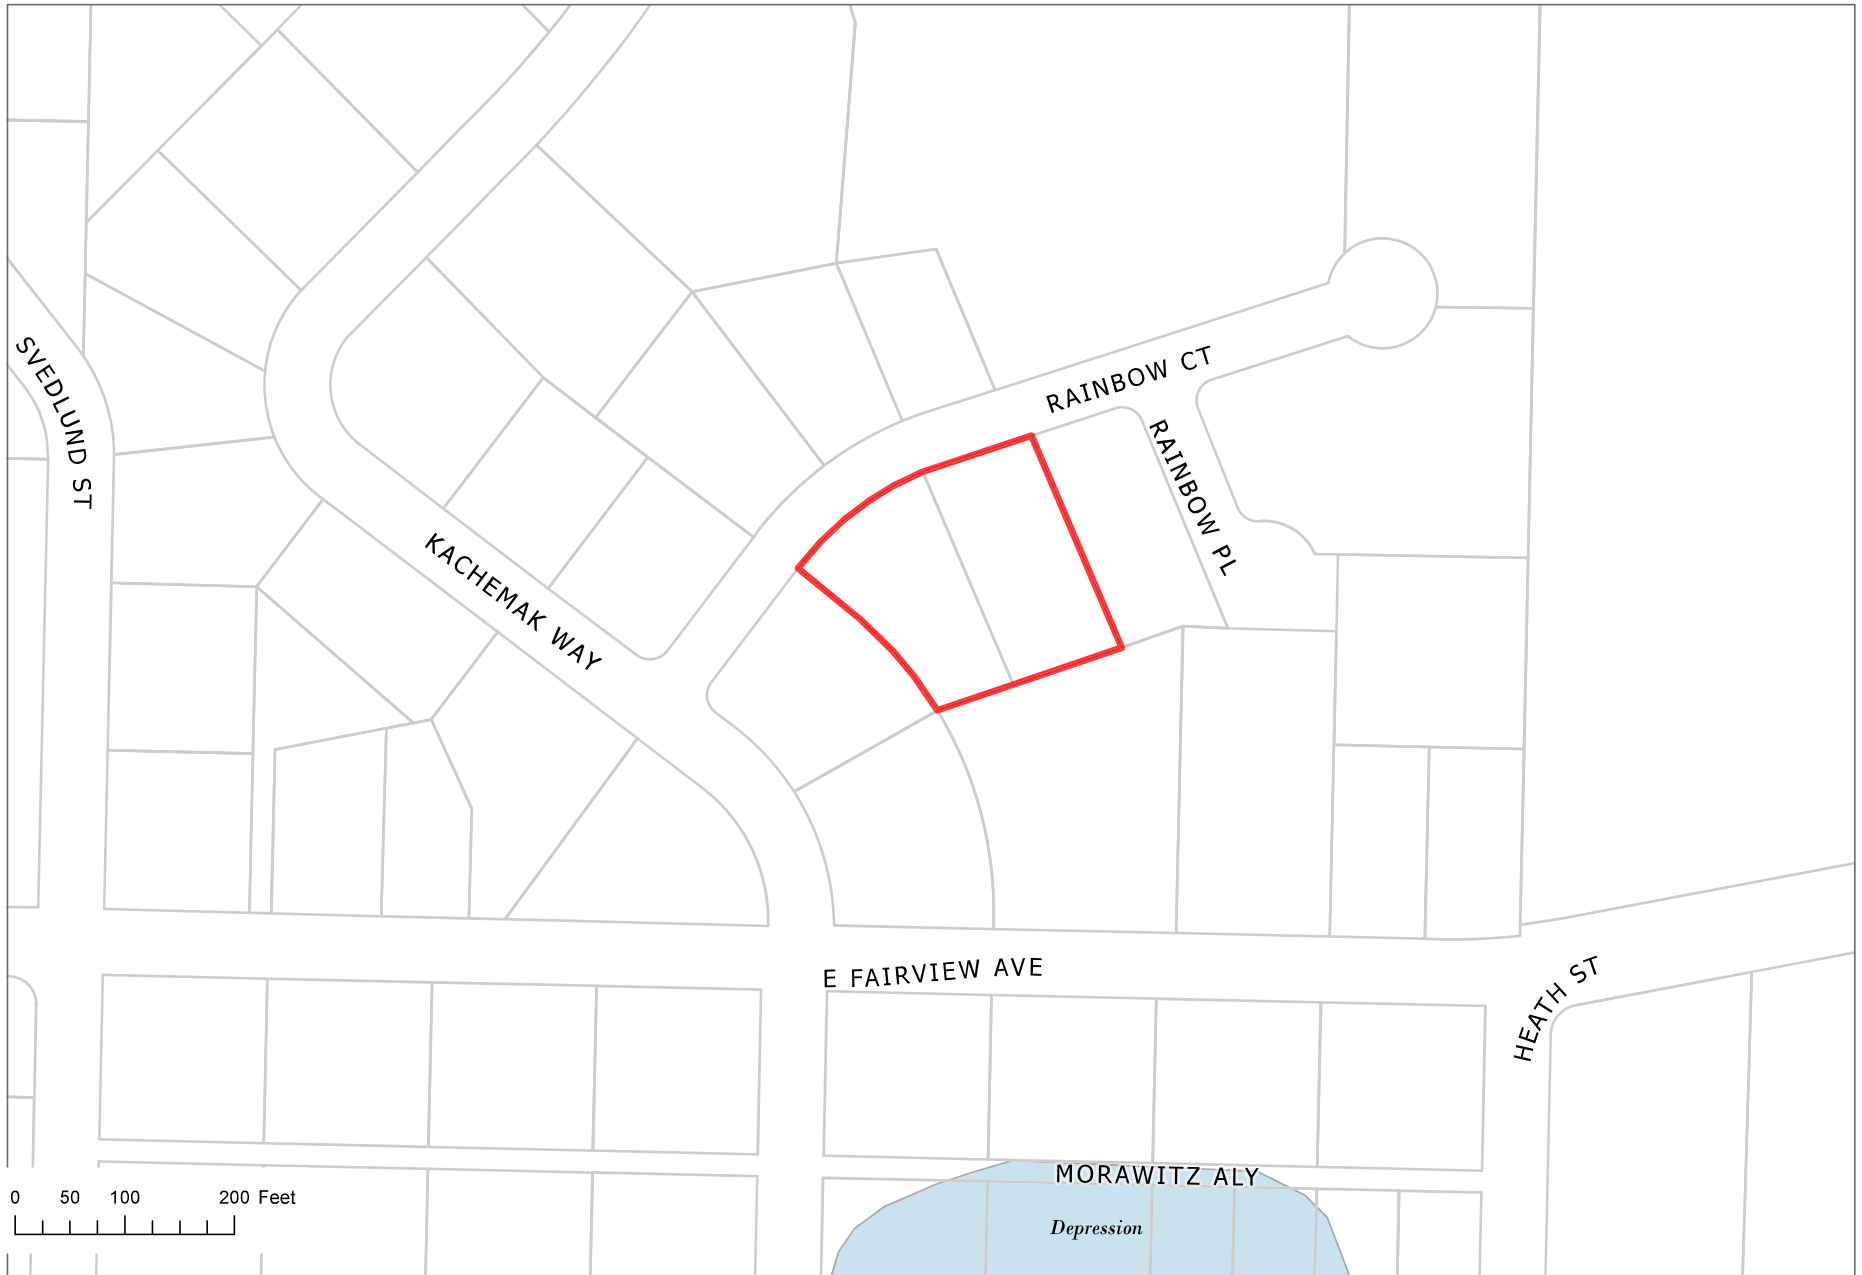 SVEDLUND ST
RAINBOW CT
RAINBOW PL
KACHEMAK WAY
E FAIRVIEW AVE
HEATH ST
MORAWITZ ALY
0 50 100 200 Feet
Depression